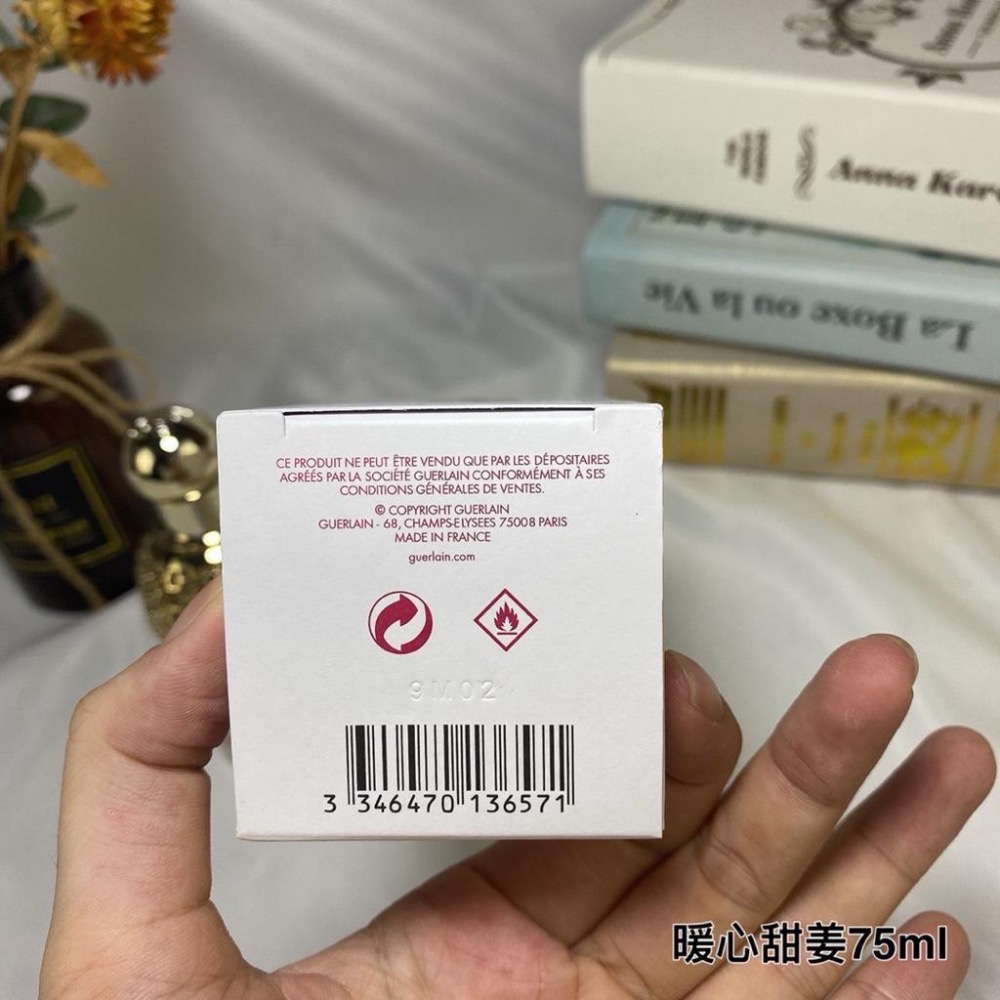 Anna Kar
La Boxe ou la Vie
CE PRODUIT NE PEUT ÊTRE VENDU QUE PAR LES DÉPOSITAIRES
AGRÉÉS PAR LA SOCIÉTÉ GUERLAIN CONFORMÉMENT À SES
CONDITIONS GÉNÉRALES DE VENTES.
© COPYRIGHT GUERLAIN
GUERLAIN - 68, CHAMPS-ELYSEES 75008 PARIS
MADE IN FRANCE
guerlain.com
9M02
3 346470 136571
暖心甜姜75ml